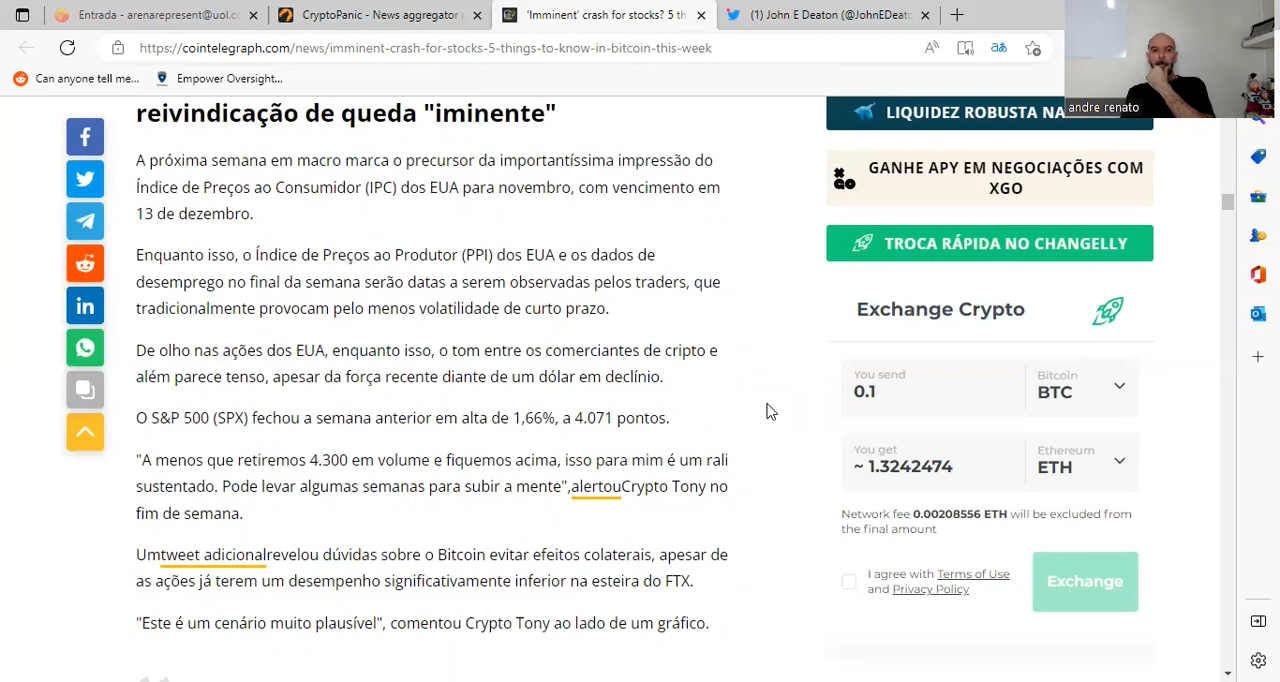 Entrada - arenarepresent@uol.co
CryptoPanic - News aggregator
'Imminent' crash for stocks? 5 th
(1) John E Deaton (@JohnEDeato
https://cointelegraph.com/news/imminent-crash-for-stocks-5-things-to-know-in-bitcoin-this-week
Can anyone tell me...
Empower Oversight...
andre renato
reivindicação de queda "iminente"
A próxima semana em macro marca o precursor da importantíssima impressão do
Índice de Preços ao Consumidor (IPC) dos EUA para novembro, com vencimento em
13 de dezembro.
Enquanto isso, o Índice de Preços ao Produtor (PPI) dos EUA e os dados de
desemprego no final da semana serão datas a serem observadas pelos traders, que
tradicionalmente provocam pelo menos volatilidade de curto prazo.
De olho nas ações dos EUA, enquanto isso, o tom entre os comerciantes de cripto e
além parece tenso, apesar da força recente diante de um dólar em declínio.
O S&P 500 (SPX) fechou a semana anterior em alta de 1,66%, a 4.071 pontos.
"A menos que retiremos 4.300 em volume e fiquemos acima, isso para mim é um rali
sustentado. Pode levar algumas semanas para subir a mente",alertouCrypto Tony no
fim de semana.
Umtweet adicionalrevelou dúvidas sobre o Bitcoin evitar efeitos colaterais, apesar de
as ações já terem um desempenho significativamente inferior na esteira do FTX.
"Este é um cenário muito plausível", comentou Crypto Tony ao lado de um gráfico.
LIQUIDEZ ROBUSTA NA
GANHE APY EM NEGOCIAÇÕES COM
XGO
TROCA RÁPIDA NO CHANGELLY
Exchange Crypto
You send
0.1
Bitcoin
BTC
You get
~ 1.3242474
Ethereum
ETH
Network fee 0.00208556 ETH will be excluded from
the final amount
I agree with Terms of Use
and Privacy Policy
Exchange